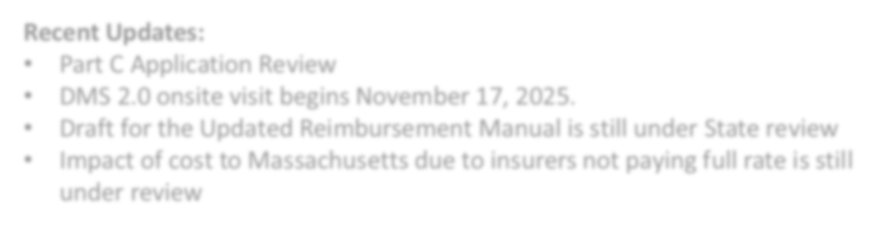 Recent Updates:
• Part C Application Review
• DMS 2.0 onsite visit begins November 17, 2025.
• Draft for the Updated Reimbursement Manual is still under State review
• Impact of cost to Massachusetts due to insurers not paying full rate is still
under review